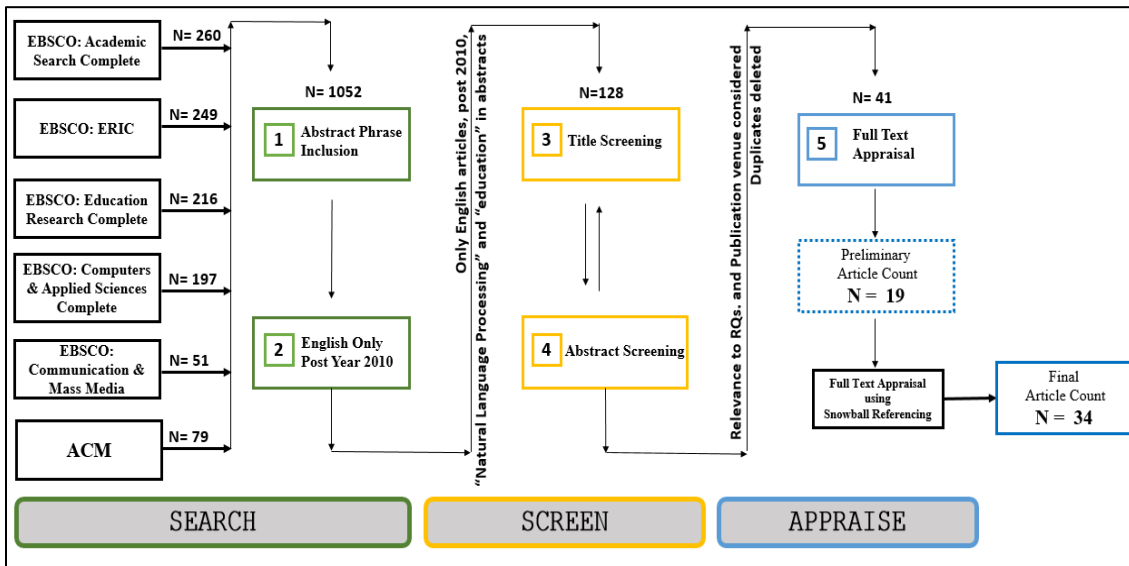 EBSCO: Academic
Search Complete
N= 260
EBSCO: ERIC
N= 249
EBSCO: Education
Research Complete
N= 216
EBSCO: Computers
& Applied Sciences
Complete
N= 197
EBSCO:
Communication &
Mass Media
N= 51
ACM
N= 79
N= 1052
1 Abstract Phrase
Inclusion
2 English Only
Post Year 2010
Only English articles, post 2010,
“Natural Language Processing” and “education” in abstracts
N=128
3 Title Screening
4 Abstract Screening
Relevance to RQs. and Publication venue considered
Duplicates deleted
N= 41
5 Full Text
Appraisal
Preliminary
Article Count
N = 19
Full Text Appraisal
using
Snowball Referencing
Final
Article Count
N = 34
SEARCH
SCREEN
APPRAISE